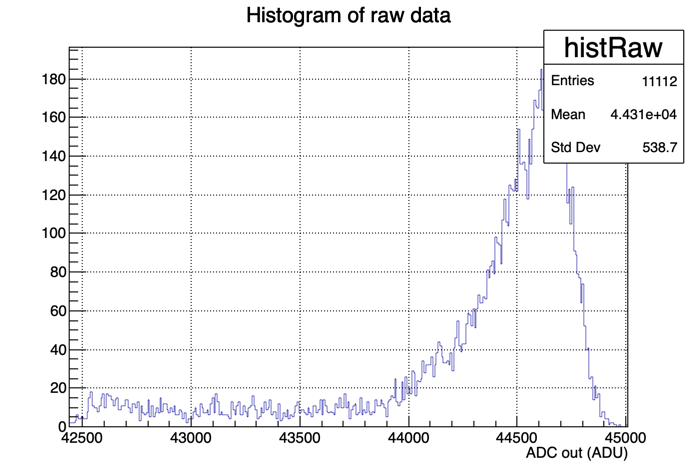 Histogram of raw data
histRaw
Entries 11112
Mean 4.431e+04
Std Dev 538.7
180
160
140
120
100
80
60
40
20
0
42500 43000 43500 44000 44500 45000
ADC out (ADU)